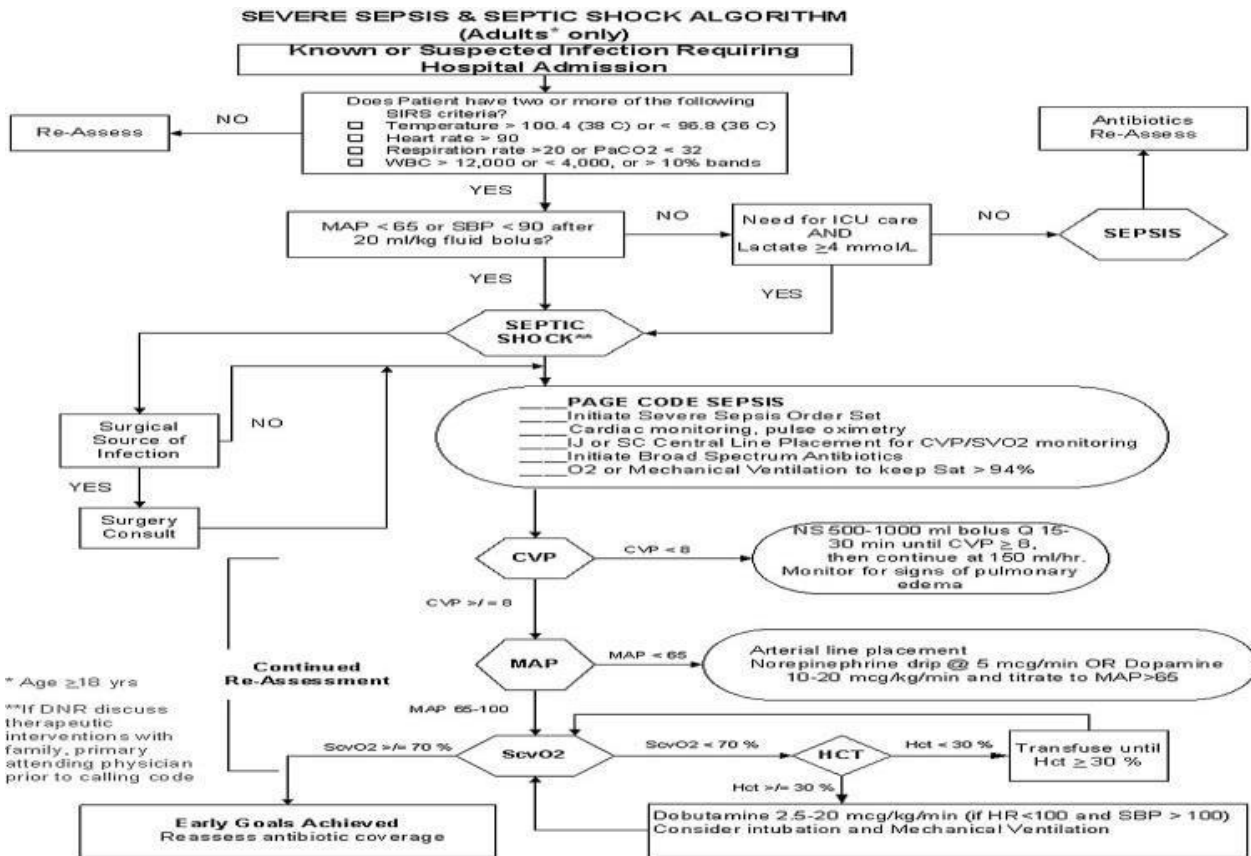 SEVERE SEPSIS & SEPTIC SHOCK ALGORITHM
(Adults* only)
Known or Suspected Infection Requiring
Hospital Admission
Does Patient have two or more of the following
SIRS criteria?
Temperature > 100.4 (38 C) or < 96.8 (36 C)
Heart rate > 90
Respiration rate >20 or PaCO2 < 32
WBC > 12,000 or < 4,000, or > 10% bands
NO
Re-Assess
Antibiotics
Re-Assess
YES
MAP < 65 or SBP < 90 after
20 ml/kg fluid bolus?
NO
Need for ICU care
AND
Lactate ≥4 mmol/L
NO
SEPSIS
YES
YES
SEPTIC
SHOCK**
Surgical
Source of
Infection
NO
YES
Surgery
Consult
PAGE CODE SEPSIS
Initiate Severe Sepsis Order Set
Cardiac monitoring, pulse oximetry
IJ or SC Central Line Placement for CVP/SVO2 monitoring
Initiate Broad Spectrum Antibiotics
O2 or Mechanical Ventilation to keep Sat > 94%
CVP
CVP < 8
NS 500-1000 ml bolus Q 15-
30 min until CVP ≥ 8,
then continue at 150 ml/hr.
Monitor for signs of pulmonary
edema
CVP >/= 8
Continued
Re-Assessment
MAP
MAP < 65
Arterial line placement
Norepinephrine drip @ 5 mcg/min OR Dopamine
10-20 mcg/kg/min and titrate to MAP>65
MAP 65-100
* Age ≥18 yrs
**If DNR discuss
therapeutic
interventions with
family, primary
attending physician
prior to calling code
ScvO2 >/= 70 %
ScvO2
ScvO2 < 70 %
HCT
Hct < 30 %
Transfuse until
Hct ≥ 30 %
Hct >/= 30 %
Early Goals Achieved
Reassess antibiotic coverage
Dobutamine 2.5-20 mcg/kg/min (if HR<100 and SBP > 100)
Consider intubation and Mechanical Ventilation